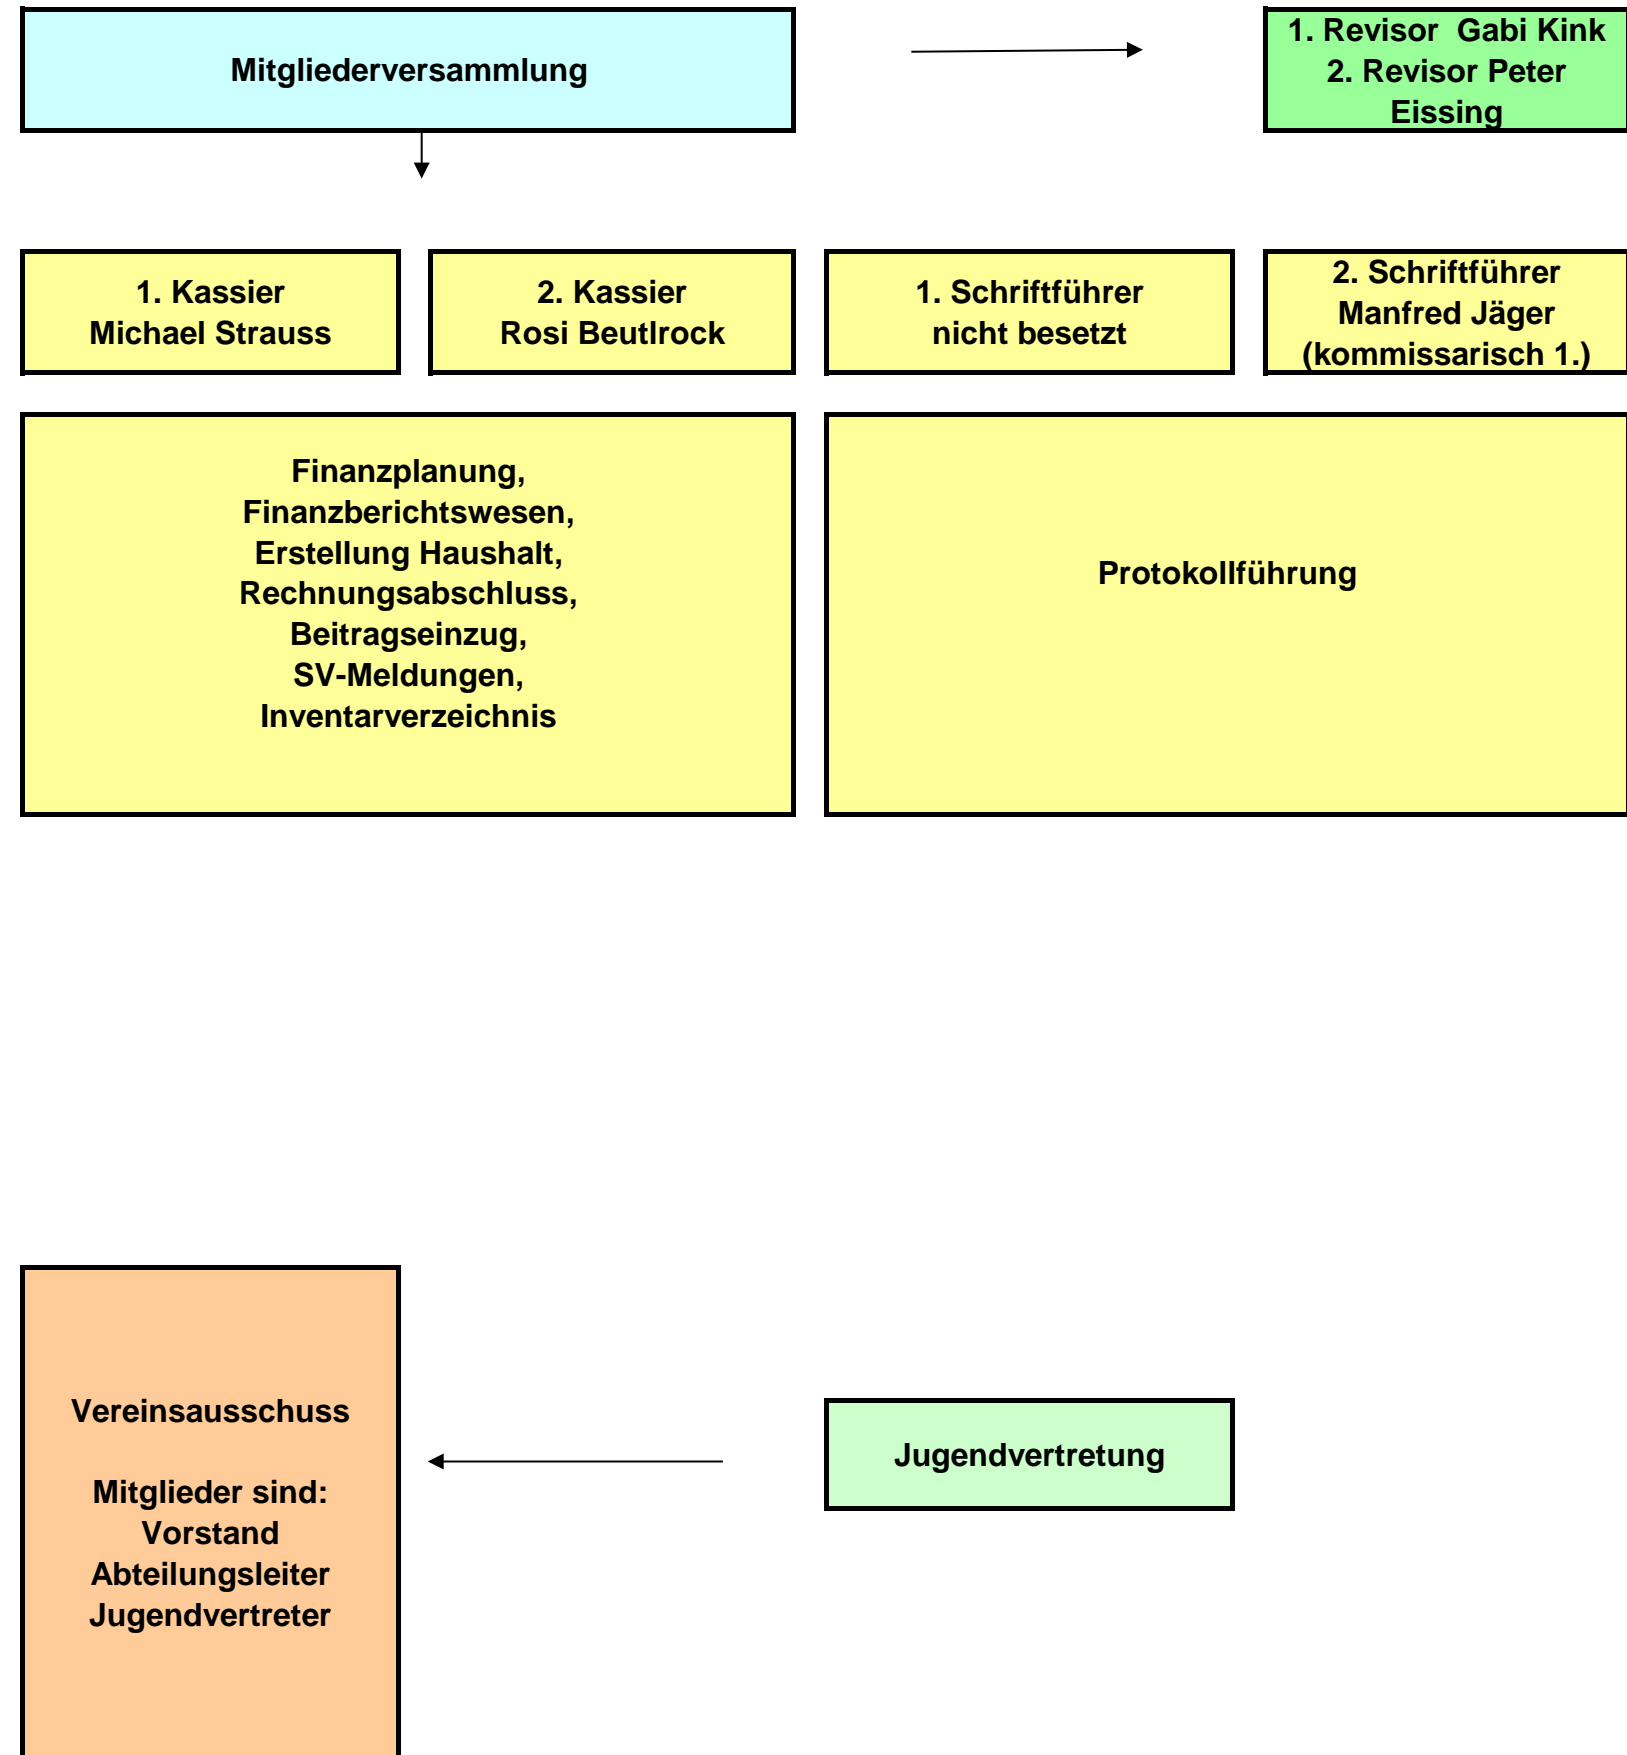 Mitgliederversammlung
1. Revisor  Gabi Kink
2. Revisor Peter
Eissing
1. Kassier
Michael Strauss
2. Kassier
Rosi Beutlrock
1. Schriftführer
nicht besetzt
2. Schriftführer
Manfred Jäger
(kommissarisch 1.)
Finanzplanung,
Finanzberichtswesen,
Erstellung Haushalt,
Rechnungsabschluss,
Beitragseinzug,
SV-Meldungen,
Inventarverzeichnis
Protokollführung
Vereinsausschuss
Mitglieder sind:
Vorstand
Abteilungsleiter
Jugendvertreter
Jugendvertretung